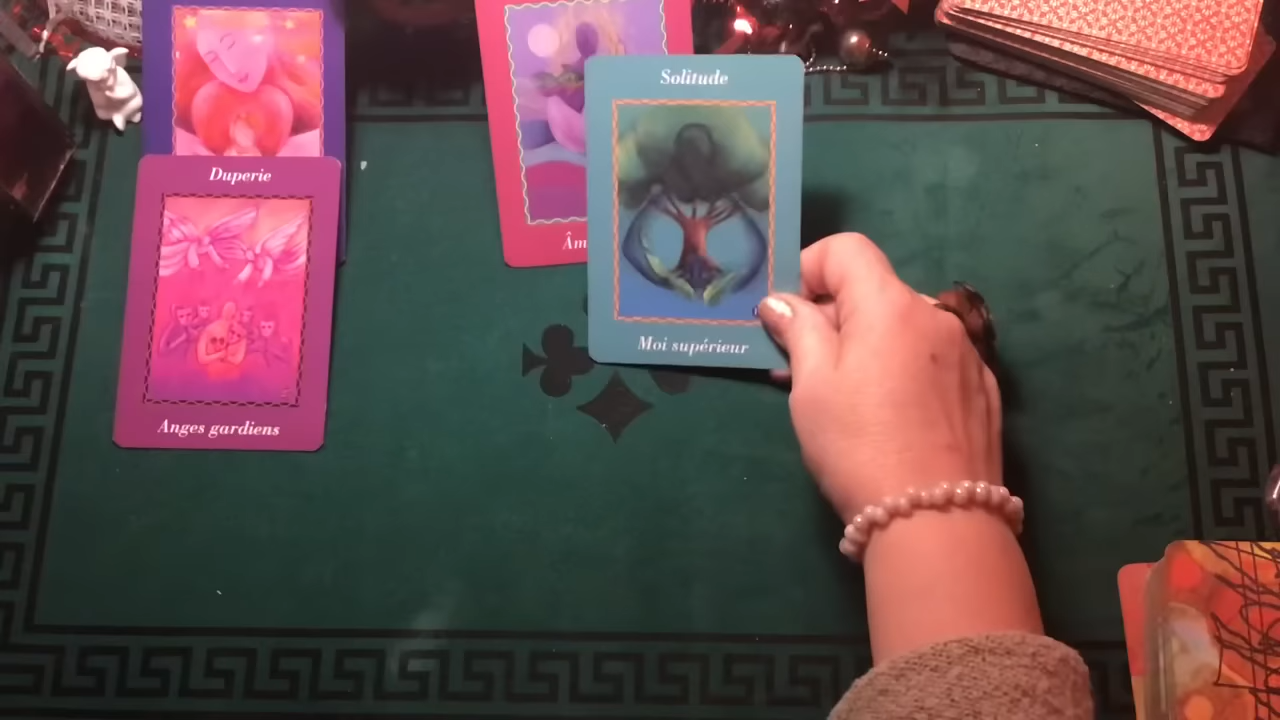 Duperie
Anges gardiens
Solitude
Moi supérieur